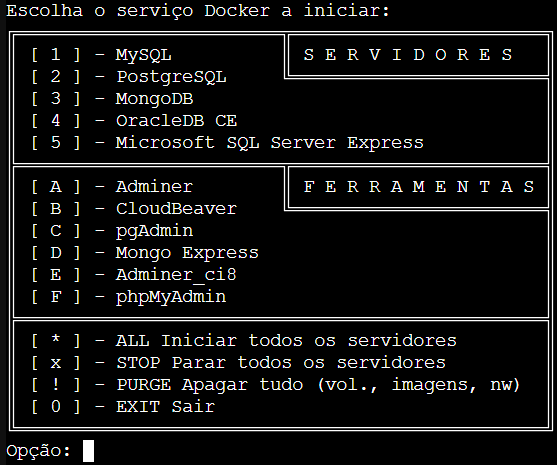 Escolha o serviço Docker a iniciar:
[ 1 ] - MySQL
S E R V I D O R E S
[ 2 ] - PostgreSQL
[ 3 ] - MongoDB
[ 4 ] - OracleDB CE
[ 5 ] - Microsoft SQL Server Express
[ A ] - Adminer
F E R R A M E N T A S
[ B ] - CloudBeaver
[ C ] - pgAdmin
[ D ] - Mongo Express
[ E ] - Adminer_ci8
[ F ] - phpMyAdmin
[ * ] - ALL Iniciar todos os servidores
[ x ] - STOP Parar todos os servidores
[ ! ] - PURGE Apagar tudo (vol., imagens, nw)
[ 0 ] - EXIT Sair
Opção: